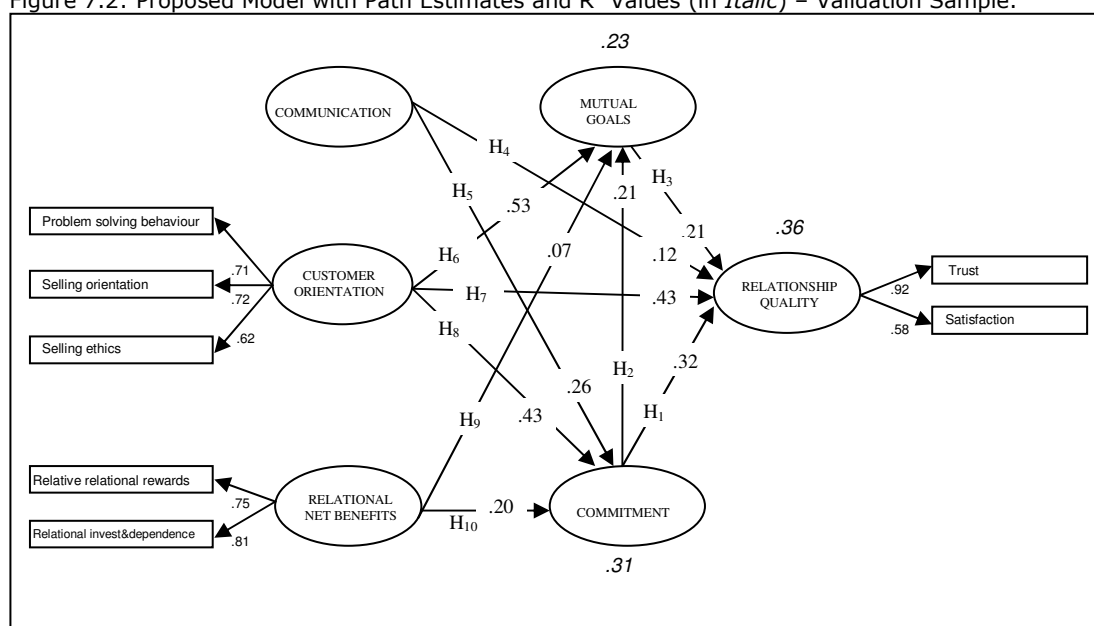 Figure 7.2: Proposed Model with Path Estimates and R² Values (in Italic) – Validation Sample.
.23
COMMUNICATION
MUTUAL
GOALS
H4
H3
H5
.21
.53
.21
.36
.12
.07
Problem solving behaviour
.71
Selling orientation
.72
Selling ethics
.62
CUSTOMER
ORIENTATION
H6
H7
H8
.43
RELATIONSHIP
QUALITY
Trust
.92
Satisfaction
.58
.32
H2
.26
.43
H9
H1
Relative relational rewards
.75
Relational invest&dependence
.81
RELATIONAL
NET BENEFITS
H10
.20
COMMITMENT
.31